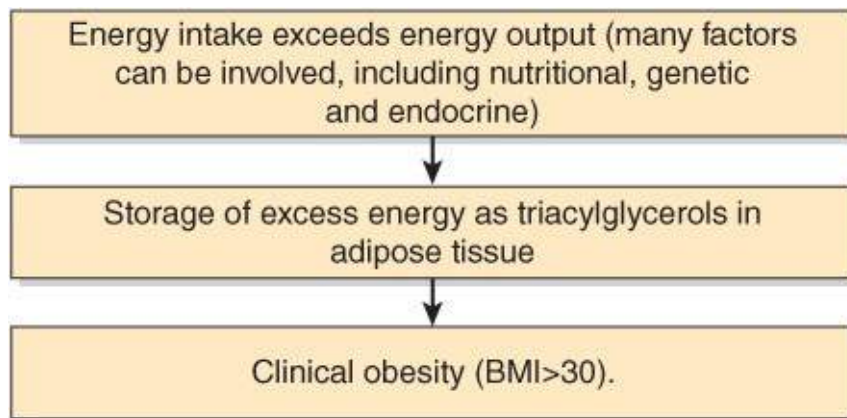 Energy intake exceeds energy output (many factors
can be involved, including nutritional, genetic
and endocrine)
Storage of excess energy as triacylglycerols in
adipose tissue
Clinical obesity (BMI>30).